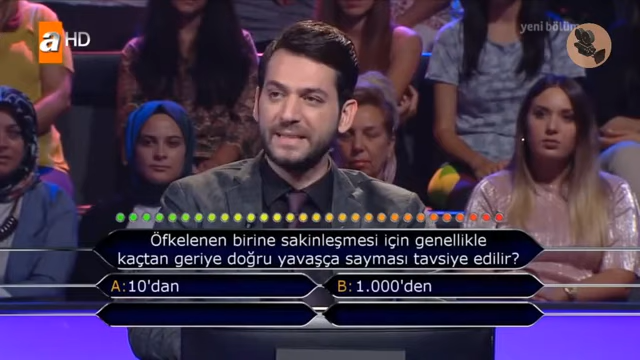 a HD
yeni bölüm
Öfkelenen birine sakinleşmesi için genellikle
kaçtan geriye doğru yavaşça sayması tavsiye edilir?
A: 10'dan
B: 1.000'den